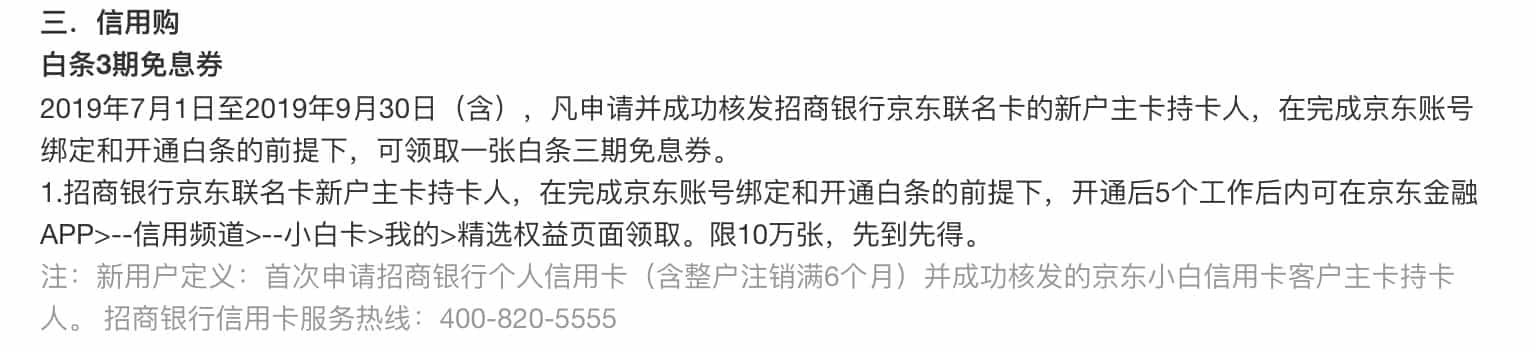 三．信用购
白条3期免息券
2019年7月1日至2019年9月30日（含），凡申请并成功核发招商银行京东联名卡的新户主卡持卡人，在完成京东账号
绑定和开通白条的前提下，可领取一张白条三期免息券。
1.招商银行京东联名卡新户主卡持卡人，在完成京东账号绑定和开通白条的前提下，开通后5个工作后内可在京东金融
APP>--信用频道>--小白卡>我的>精选权益页面领取。限10万张，先到先得。
注：新用户定义：首次申请招商银行个人信用卡（含整户注销满6个月）并成功核发的京东小白信用卡客户主卡持卡
人。 招商银行信用卡服务热线：400-820-5555